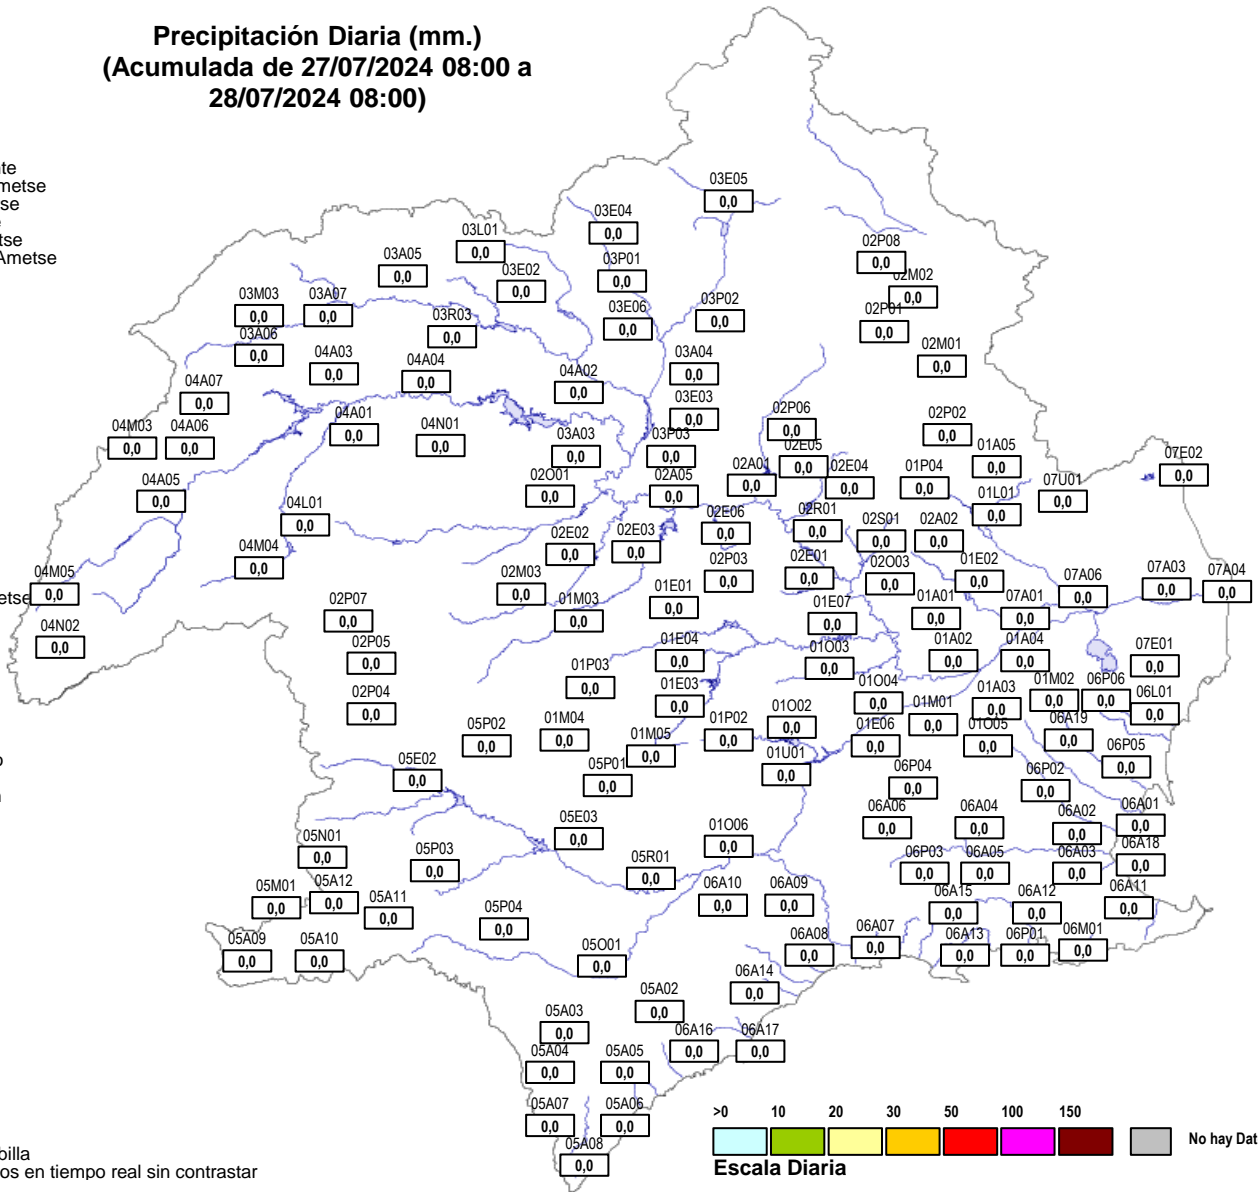 Precipitación Diaria (mm.)
(Acumulada de 27/07/2024 08:00 a
28/07/2024 08:00)
te
metse
se
tse
Ametse
03E05
0,0
03E04
0,0
03L01
0,0
03A05
0,0
03P01
0,0
03E02
0,0
02P08
0,0
02M02
0,0
03M03
0,0
03A07
0,0
03R03
0,0
03E06
0,0
03P02
0,0
02P01
0,0
03A06
0,0
04A03
0,0
04A04
0,0
04A02
0,0
03A04
0,0
02M01
0,0
04A07
0,0
03E03
0,0
04M03
0,0
04A06
0,0
04A01
0,0
04N01
0,0
03A03
0,0
03P03
0,0
02P06
0,0
02P02
0,0
02E05
0,0
01A05
0,0
07E02
0,0
04A05
0,0
02O01
0,0
02A05
0,0
02A01
0,0
02E04
0,0
01P04
0,0
01L01
0,0
07U01
0,0
04L01
0,0
02E06
0,0
02R01
0,0
02S01
0,0
02A02
0,0
04M04
0,0
02E02
0,0
02E03
0,0
02P03
0,0
02E01
0,0
02O03
0,0
01E02
0,0
04M05
0,0
etse
02M03
0,0
01E01
0,0
07A06
0,0
07A03
0,0
07A04
0,0
02P07
0,0
01M03
0,0
01E07
0,0
01A01
0,0
07A01
0,0
04N02
0,0
02P05
0,0
01E04
0,0
01O03
0,0
01A02
0,0
01A04
0,0
07E01
0,0
01P03
0,0
01E03
0,0
01O04
0,0
01A03
0,0
01M02
0,0
06P06
0,0
06L01
0,0
02P04
0,0
05P02
0,0
01M04
0,0
01M05
0,0
01P02
0,0
01O02
0,0
01E06
0,0
01M01
0,0
01O05
0,0
06A19
0,0
05E02
0,0
05P01
0,0
01U01
0,0
06P04
0,0
06P02
0,0
06P05
0,0
05E03
0,0
01O06
0,0
06A06
0,0
06A04
0,0
06A02
0,0
06A01
0,0
05N01
0,0
05P03
0,0
05R01
0,0
06P03
0,0
06A05
0,0
06A03
0,0
06A18
0,0
05M01
0,0
05A12
0,0
05A11
0,0
06A10
0,0
06A09
0,0
06A15
0,0
06A12
0,0
06A11
0,0
05P04
0,0
05A09
0,0
05A10
0,0
05O01
0,0
06A08
0,0
06A07
0,0
06A13
0,0
06P01
0,0
06M01
0,0
05A02
0,0
06A14
0,0
05A03
0,0
06A16
0,0
06A17
0,0
05A04
0,0
05A05
0,0
05A07
0,0
05A06
0,0
05A08
0,0
>0 10 20 30 50 100 150
No hay Dat
Escala Diaria
billa
os en tiempo real sin contrastar